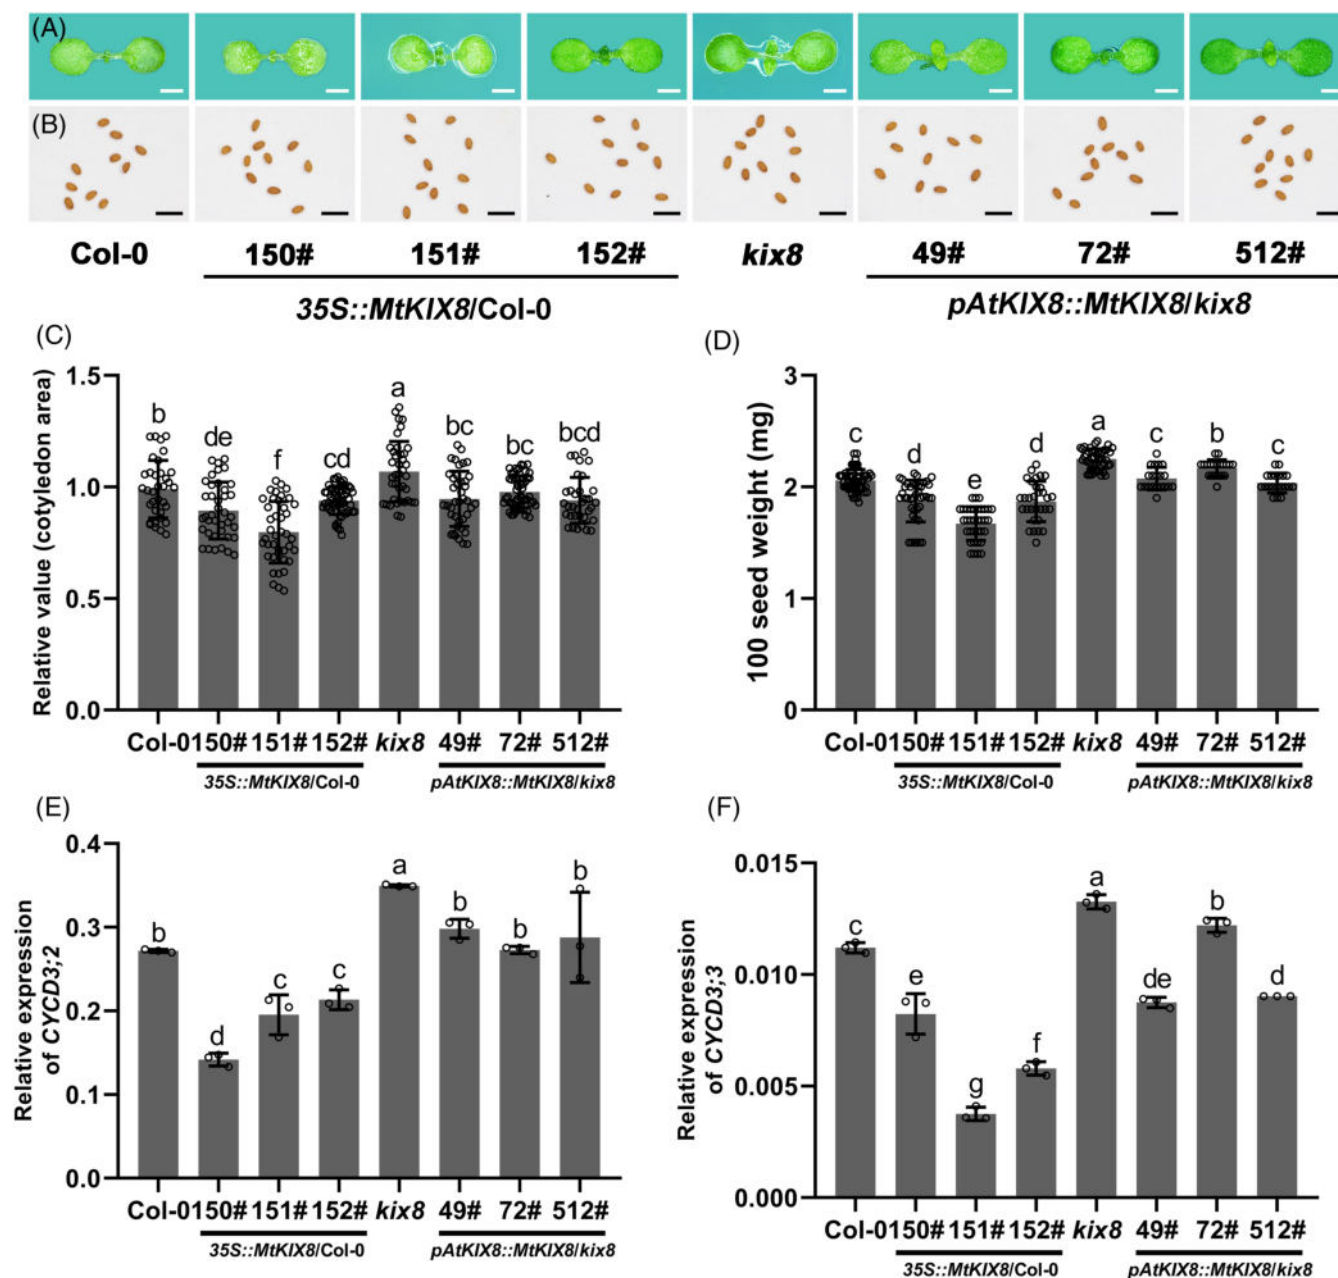 (A)
(B)
Col-0 150# 151# 152# kix8 49# 72# 512#
35S::MtKIX8/Col-0 pAtKIX8::MtKIX8/kix8
(C)
Relative value (cotyledon area)
1.5
1.0
0.5
0.0
b de f cd a bc bc bcd
Col-0 150# 151# 152# kix8 49# 72# 512#
35S::MtKIX8/Col-0 pAtKIX8::MtKIX8/kix8
(D)
100 seed weight (mg)
3
2
1
0
c d e d a c b c
Col-0 150# 151# 152# kix8 49# 72# 512#
35S::MtKIX8/Col-0 pAtKIX8::MtKIX8/kix8
(E)
Relative expression
of CYCD3;2
0.4
0.3
0.2
0.1
0.0
b d c c a b b b
Col-0 150# 151# 152# kix8 49# 72# 512#
35S::MtKIX8/Col-0 pAtKIX8::MtKIX8/kix8
(F)
Relative expression
of CYCD3;3
0.015
0.010
0.005
0.000
c e g f a de b d
Col-0 150# 151# 152# kix8 49# 72# 512#
35S::MtKIX8/Col-0 pAtKIX8::MtKIX8/kix8